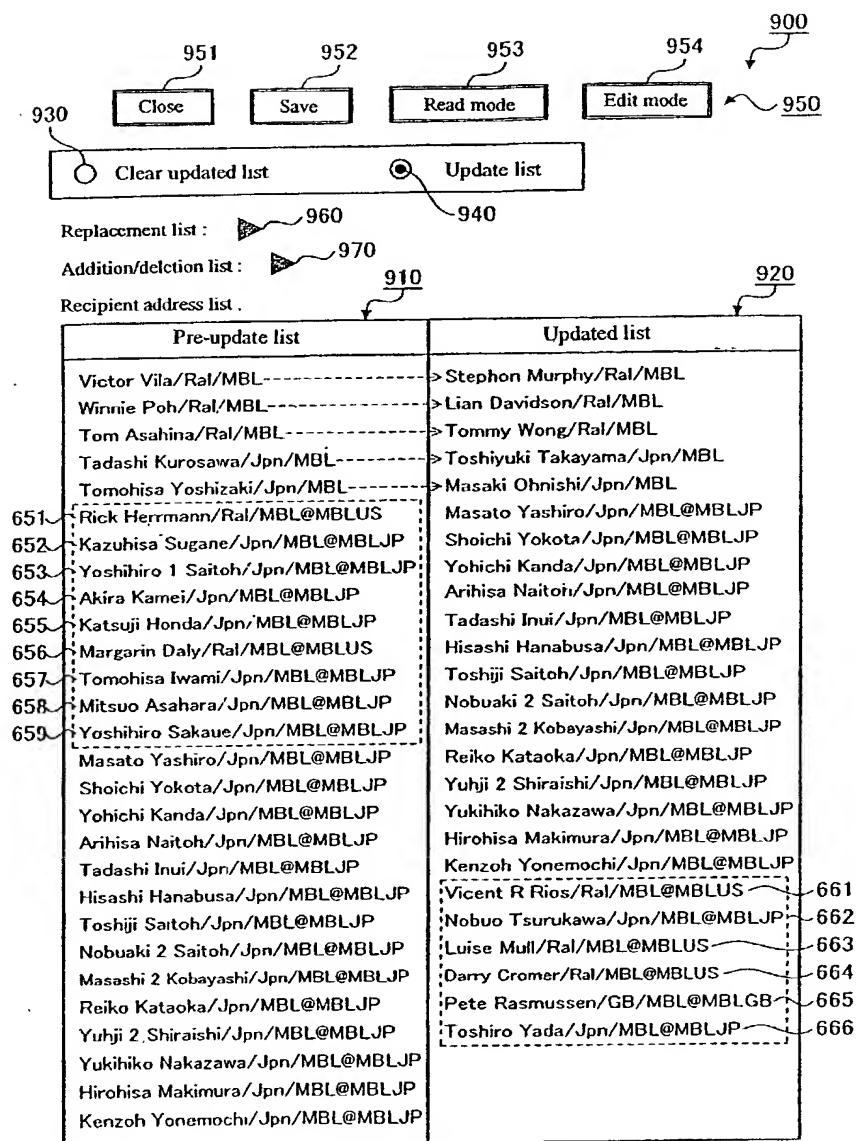 900
951 952 953 954
Close Save Read mode Edit mode 950
930
Clear updated list Update list
940
Replacement list : 960
Addition/deletion list : 970
Recipient address list .
910 920
Pre-update list Updated list
Victor Vila/Ral/MBL Stephon Murphy/Ral/MBL
Winnie Poh/Ral/MBL Lian Davidson/Ral/MBL
Tom Asahina/Ral/MBL Tommy Wong/Ral/MBL
Tadashi Kurosawa/Jpn/MBL Toshiyuki Takayama/Jpn/MBL
Tomohisa Yoshizaki/MBL Masaki Ohnishi/Jpn/MBL
651 Rick Herrmann/Ral/MBL@MBLUS Masato Yashiro/Jpn/MBL@MBLJP
652 Kazuhisa Sugane/Jpn/MBL@MBLJP Shoichi Yokota/Jpn/MBL@MBLJP
653 Yoshihiro 1 Saitoh/Jpn/MBL@MBLJP Yohichi Kanda/Jpn/MBL@MBLJP
654 Akira Kamei/Jpn/MBL@MBLJP Arihisa Naitoh/Jpn/MBL@MBLJP
655 Katsuji Honda/Jpn/MBL@MBLJP Tadashi Inui/Jpn/MBL@MBLJP
656 Margarin Daly/Ral/MBL@MBLUS Hisashi Hanabusa/Jpn/MBL@MBLJP
657 Tomohisa Iwami/Jpn/MBL@MBLJP Toshiji Saitoh/Jpn/MBL@MBLJP
658 Mitsuo Asahara/Jpn/MBL@MBLJP Nobuaki 2 Saitoh/Jpn/MBL@MBLJP
659 Yoshihiro Sakaue/Jpn/MBL@MBLJP Masashi 2 Kobayashi/Jpn/MBL@MBLJP
Masato Yashiro/Jpn/MBL@MBLJP Reiko Kataoka/Jpn/MBL@MBLJP
Shoichi Yokota/Jpn/MBL@MBLJP Yuhji 2 Shiraishi/Jpn/MBL@MBLJP
Yohichi Kanda/Jpn/MBL@MBLJP Yukihiko Nakazawa/Jpn/MBL@MBLJP
Arihisa Naitoh/Jpn/MBL@MBLJP Hirohisa Makimura/Jpn/MBL@MBLJP
Tadashi Inui/Jpn/MBL@MBLJP Kenzoh Yonemochi/Jpn/MBL@MBLJP
Hisashi Hanabusa/Jpn/MBL@MBLJP Vicent R Rios/Ral/MBL@MBLUS 661
Toshiji Saitoh/Jpn/MBL@MBLJP Nobuo Tsurukawa/Jpn/MBL@MBLJP 662
Nobuaki 2 Saitoh/Jpn/MBL@MBLJP Luise Mull/Ral/MBL@MBLUS 663
Masashi 2 Kobayashi/Jpn/MBL@MBLJP Darry Cromer/Ral/MBL@MBLUS 664
Reiko Kataoka/Jpn/MBL@MBLJP Pete Rasmussen/GB/MBL@MBLGB 665
Yuhji 2 Shiraishi/Jpn/MBL@MBLJP Toshiro Yada/Jpn/MBL@MBLJP 666
Yukihiko Nakazawa/Jpn/MBL@MBLJP
Hirohisa Makimura/Jpn/MBL@MBLJP
Kenzoh Yonemochi/Jpn/MBL@MBLJP